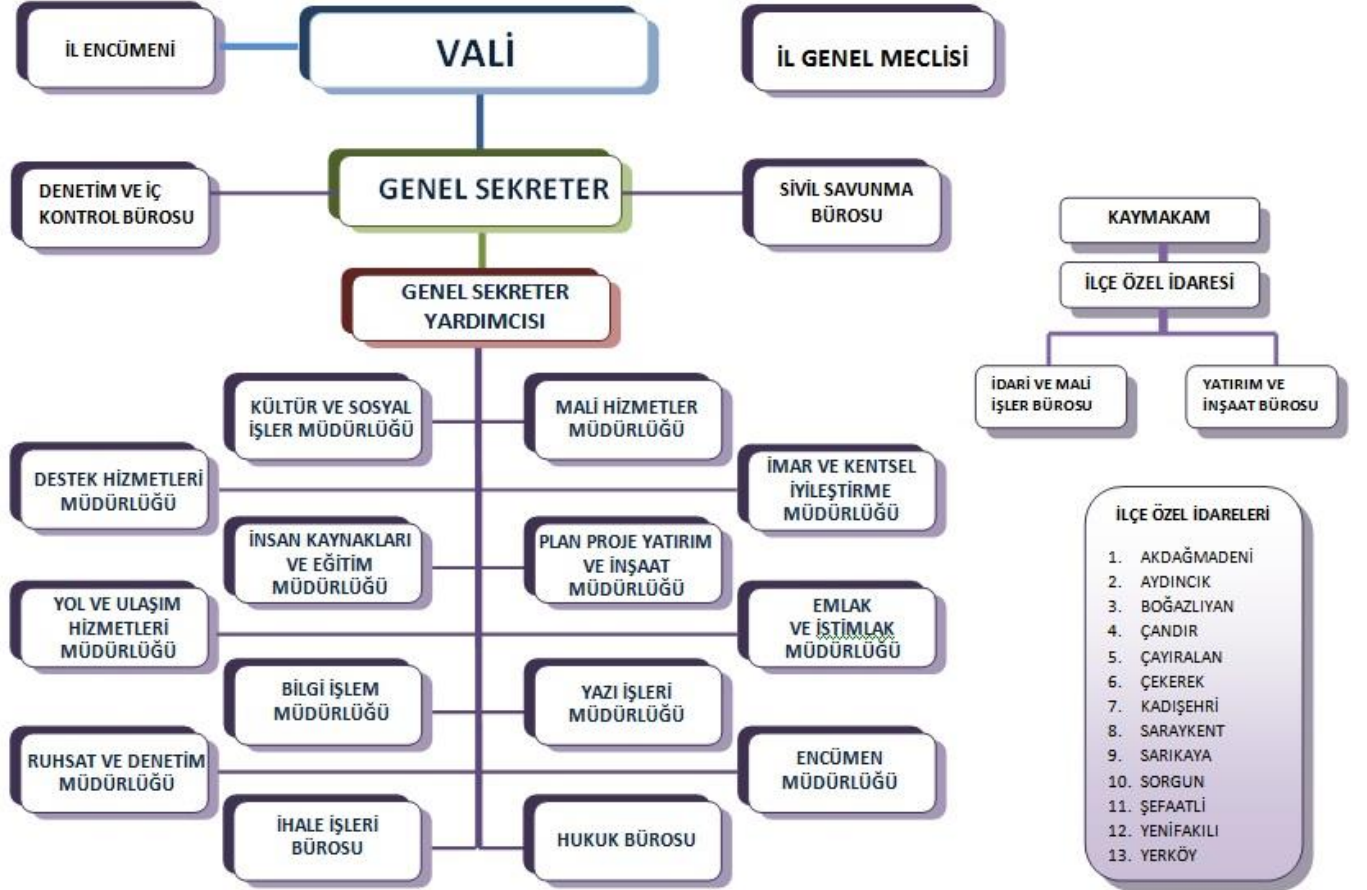 İL ENCÜMENİ
VALİ
İL GENEL MECLİSİ
DENETİM VE İÇ
KONTROL BÜROSU
GENEL SEKRETER
SİVİL SAVUNMA
BÜROSU
GENEL SEKRETER
YARDIMCISI
KÜLTÜR VE SOSYAL
İŞLER MÜDÜRLÜĞÜ
MALİ HİZMETLER
MÜDÜRLÜĞÜ
DESTEK HİZMETLERİ
MÜDÜRLÜĞÜ
İMAR VE KENTSEL
İYİLEŞTİRME
MÜDÜRLÜĞÜ
İNSAN KAYNAKLARI
VE EĞİTİM
MÜDÜRLÜĞÜ
PLAN PROJE YATIRIM
VE İNŞAAT
MÜDÜRLÜĞÜ
YOL VE ULAŞIM
HİZMETLERİ
MÜDÜRLÜĞÜ
EMLAK
VE İSTİMLAK
MÜDÜRLÜĞÜ
BİLGİ İŞLEM
MÜDÜRLÜĞÜ
YAZI İŞLERİ
MÜDÜRLÜĞÜ
RUHSAT VE DENETİM
MÜDÜRLÜĞÜ
ENCÜMEN
MÜDÜRLÜĞÜ
İHALE İŞLERİ
BÜROSU
HUKUK BÜROSU
KAYMAKAM
İLÇE ÖZEL İDARESİ
İDARİ VE MALİ
İŞLER BÜROSU
YATIRIM VE
İNŞAAT BÜROSU
İLÇE ÖZEL İDARELERİ
1. AKDAĞMADENİ
2. AYDINCIK
3. BOĞAZLIYAN
4. ÇANDIR
5. ÇAYIRALAN
6. ÇEKEREK
7. KADIŞEHRİ
8. SARAYKENT
9. SARIKAYA
10. SORGUN
11. ŞEFAATLİ
12. YENİFAKILI
13. YERKÖY